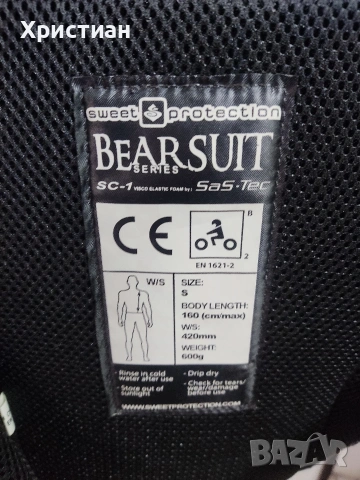 Християн
sweet protection
BEARSUIT
SERIES
SC-1 VISCO ELASTIC FOAM by: SaS-TEC
CE
B
2
EN 1621-2
W/S
SIZE:
S
BODY LENGTH:
160 (cm/max)
W/S:
420mm
WEIGHT:
600g
- Rinse in cold water after use
- Store out of sunlight
- Drip dry
- Check for tears/ wear/damage before use
WWW.SWEETPROTECTION.COM
BAZAR